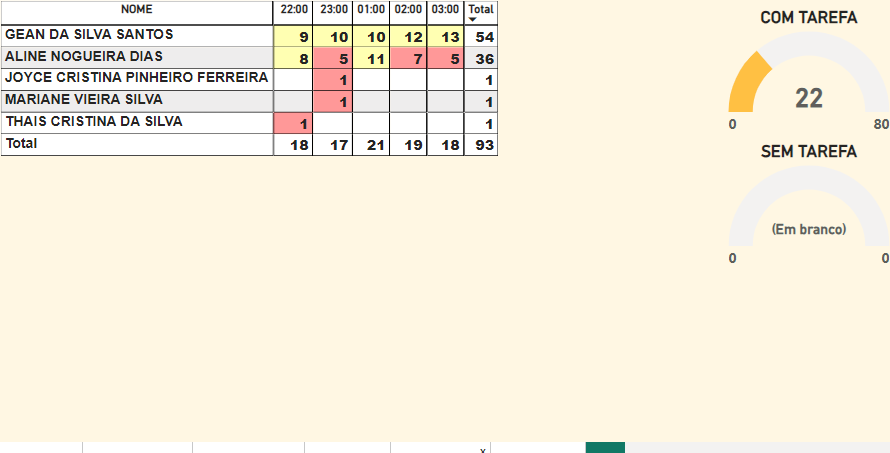 NOME 22:00 23:00 01:00 02:00 03:00 Total
GEAN DA SILVA SANTOS 9 10 10 12 13 54
ALINE NOGUEIRA DIAS 8 5 11 7 5 36
JOYCE CRISTINA PINHEIRO FERREIRA 1 1
MARIANE VIEIRA SILVA 1 1
THAIS CRISTINA DA SILVA 1 1
Total 18 17 21 19 18 93
COM TAREFA
22
0 80
SEM TAREFA
(Em branco)
0 0
x